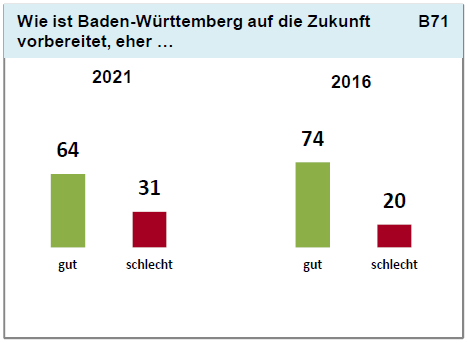 Wie ist Baden-Württemberg auf die Zukunft B71
vorbereitet, eher …
2021
2016
64
31
74
20
gut
schlecht
gut
schlecht